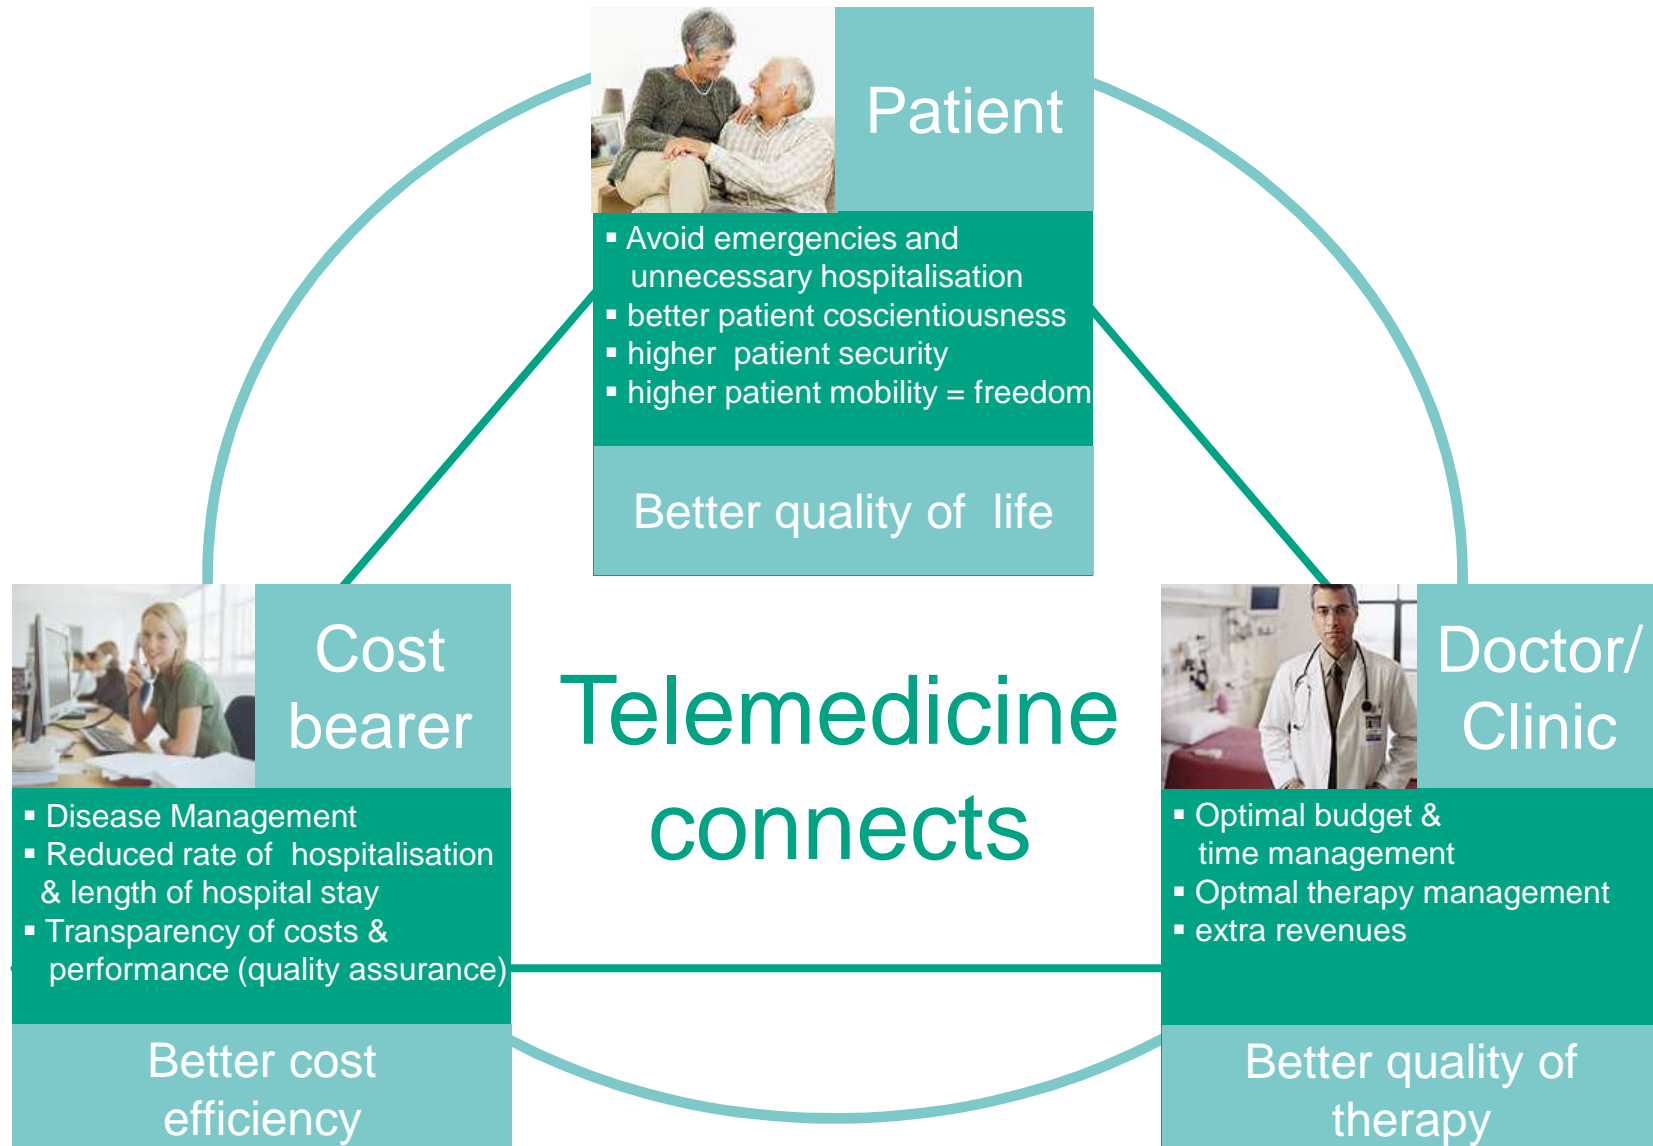 Patient
▪ Avoid emergencies and
unnecessary hospitalisation
▪ better patient coscientiousness
▪ higher patient security
▪ higher patient mobility = freedom
Better quality of life
Cost
bearer
▪ Disease Management
▪ Reduced rate of hospitalisation
& length of hospital stay
▪ Transparency of costs &
performance (quality assurance)
Better cost
efficiency
Telemedicine
connects
Doctor/
Clinic
▪ Optimal budget &
time management
▪ Optmal therapy management
▪ extra revenues
Better quality of
therapy